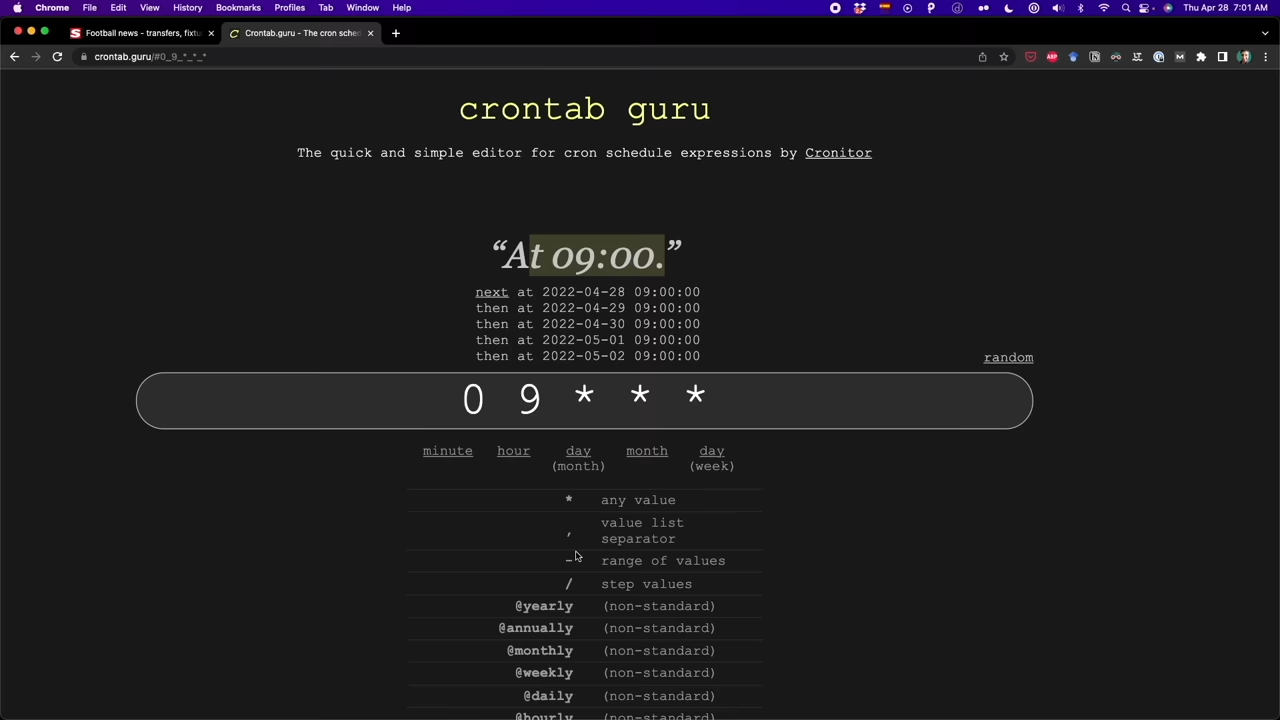 Chrome File Edit View History Bookmarks Profiles Tab Window Help Thu Apr 28 7:01 AM
Football news - transfers, fixtu Crontab.guru - The cron sched
crontab.guru/#0_9_*_*_*
crontab guru
The quick and simple editor for cron schedule expressions by Cronitor
“At 09:00.”
next at 2022-04-28 09:00:00
then at 2022-04-29 09:00:00
then at 2022-04-30 09:00:00
then at 2022-05-01 09:00:00
then at 2022-05-02 09:00:00
random
0 9 * * *
minute hour day month day
(month) (week)
* any value
, value list
separator
- range of values
/ step values
@yearly (non-standard)
@annually (non-standard)
@monthly (non-standard)
@weekly (non-standard)
@daily (non-standard)
@hourly (non-standard)